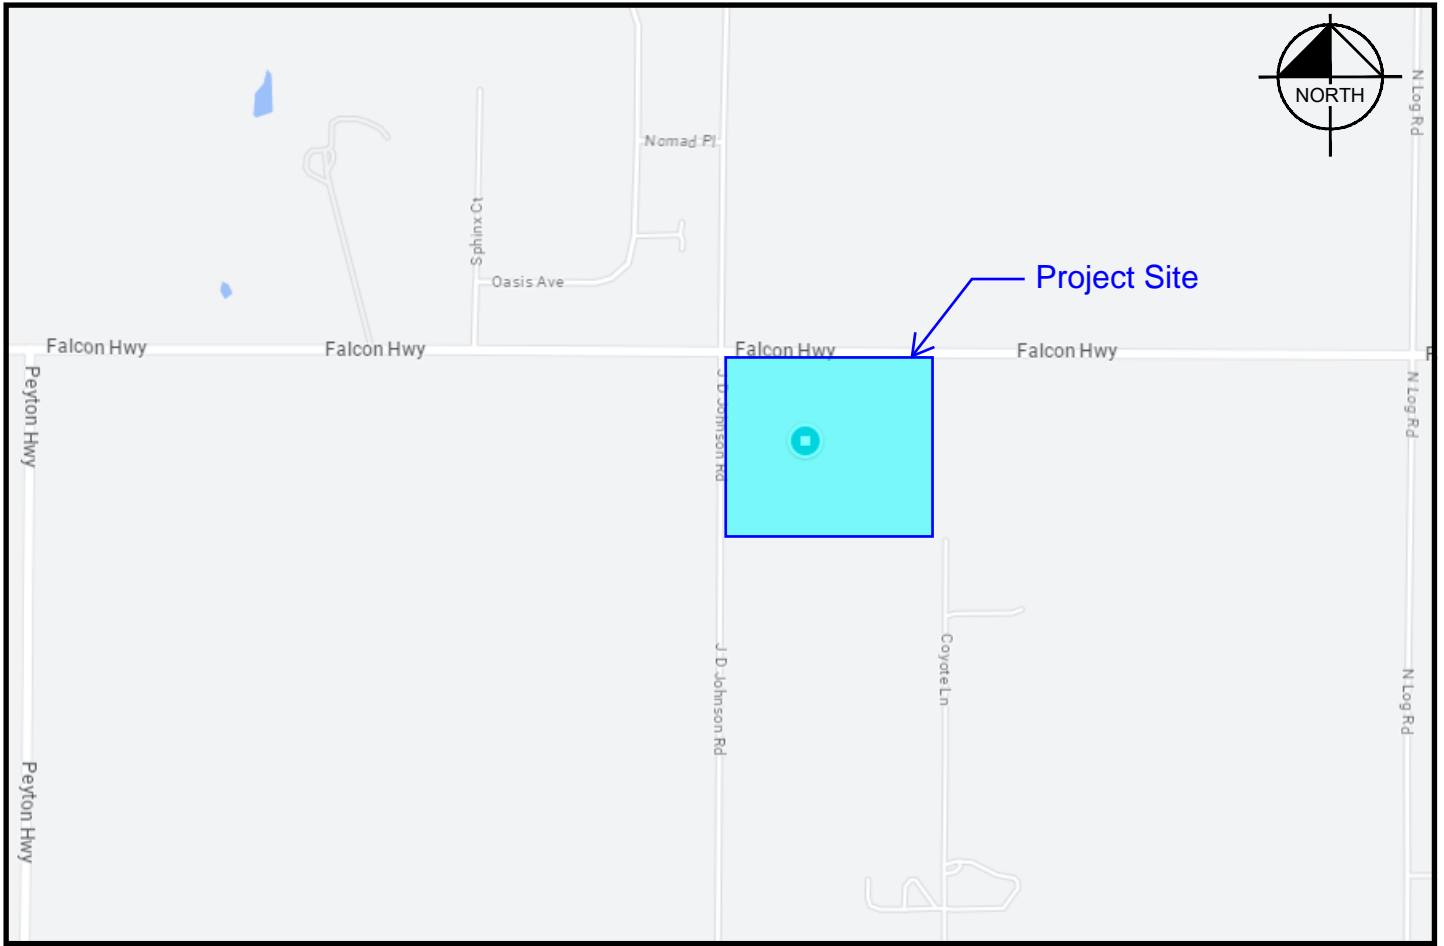 NORTH
N Log Rd
Nomad Pl
Sphinx Ct
Oasis Ave
Project Site
Falcon Hwy
Falcon Hwy
Falcon Hwy
Falcon Hwy
F
Peyton Hwy
J D Johnson Rd
N Log Rd
Coyote Ln
J D Johnson Rd
N Log Rd
Peyton Hwy